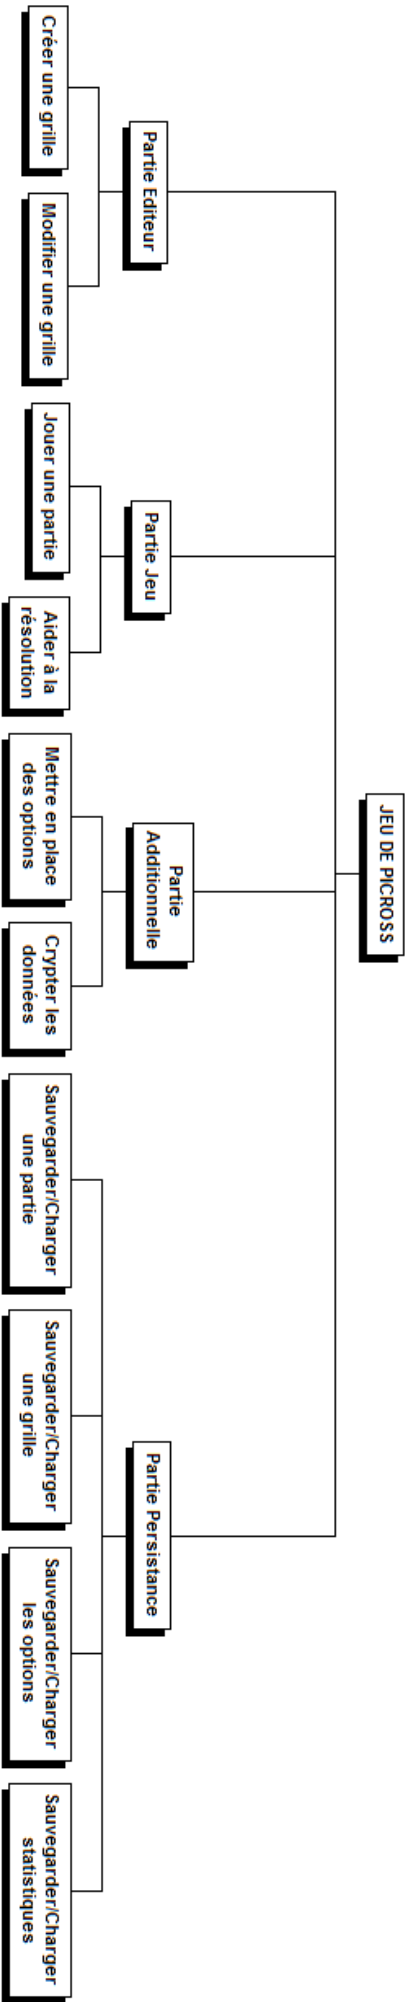 JEU DE PICROSS
Partie Editeur
Partie Jeu
Partie
Additionnelle
Partie Persistance
Créer une grille
Modifier une grille
Jouer une partie
Aider à la
résolution
Mettre en place
des options
Crypter les
données
Sauvegarder/Charger
une partie
Sauvegarder/Charger
une grille
Sauvegarder/Charger
les options
Sauvegarder/Charger
statistiques